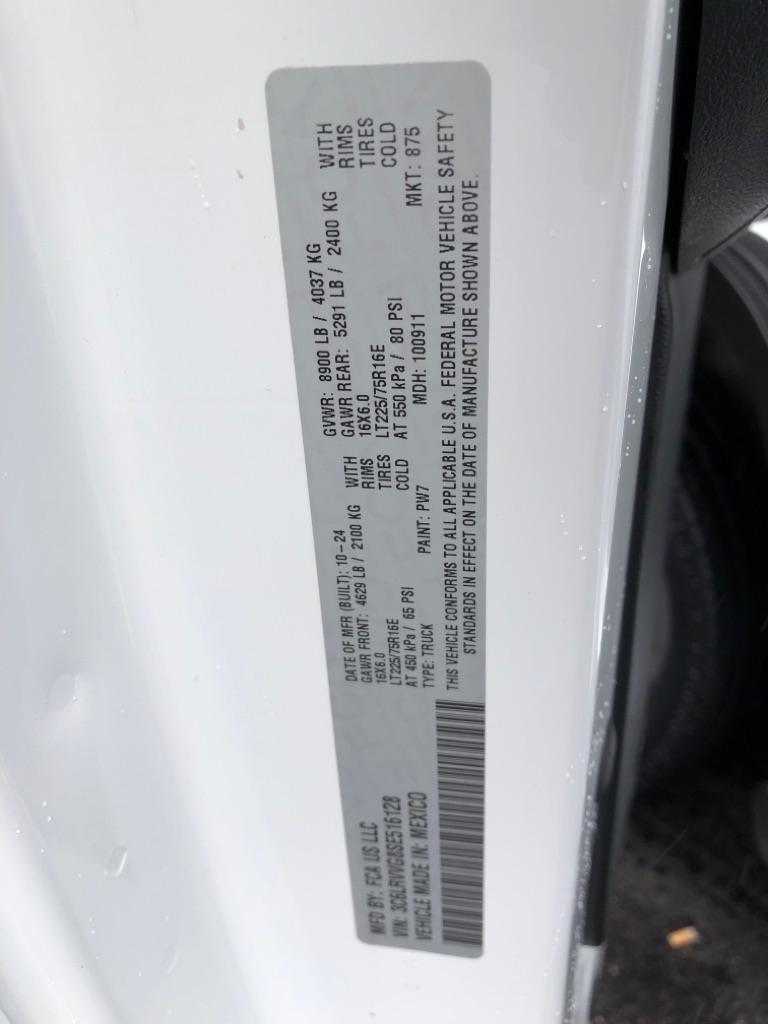 MFD BY: FCA US LLC
VIN: 3C6LRVVG8SE516128
VEHICLE MADE IN: MEXICO
DATE OF MFR (BUILT): 10-24 GVWR: 8900 LB / 4037 KG
GAWR FRONT: 4629 LB / 2100 KG WITH GAWR REAR: 5291 LB / 2400 KG WITH
16X6.0 RIMS 16X6.0 RIMS
LT225/75R16E TIRES LT225/75R16E TIRES
AT 450 kPa / 65 PSI COLD AT 550 kPa / 80 PSI COLD
TYPE: TRUCK PAINT: PW7 MDH: 100911 MKT: 875
THIS VEHICLE CONFORMS TO ALL APPLICABLE U.S.A. FEDERAL MOTOR VEHICLE SAFETY
STANDARDS IN EFFECT ON THE DATE OF MANUFACTURE SHOWN ABOVE.